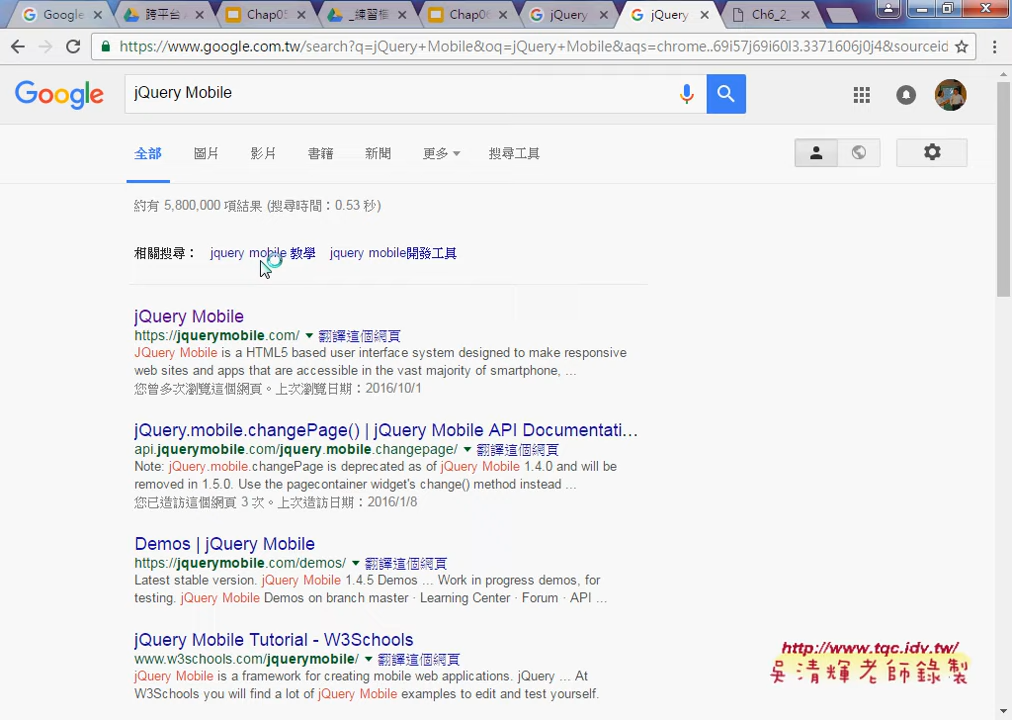 Google
跨平台
Chap05
_練習檔
Chap06
jQuery
jQuery
Ch6_2_
https://www.google.com.tw/search?q=jQuery+Mobile&oq=jQuery+Mobile&aqs=chrome..69i57j69i60l3.3371606j0j4&sourceid
Google
jQuery Mobile
全部 圖片 影片 書籍 新聞 更多 搜尋工具
約有 5,800,000 項結果 (搜尋時間：0.53 秒)
相關搜尋： jquery mobile 教學 jquery mobile開發工具
jQuery Mobile
https://jquerymobile.com/ 翻譯這個網頁
JQuery Mobile is a HTML5 based user interface system designed to make responsive
web sites and apps that are accessible in the vast majority of smartphone, ...
您曾多次瀏覽這個網頁。上次瀏覽日期：2016/10/1
jQuery.mobile.changePage() | jQuery Mobile API Documentati...
api.jquerymobile.com/jquery.mobile.changepage/ 翻譯這個網頁
Note: jQuery.mobile.changePage is deprecated as of jQuery Mobile 1.4.0 and will be
removed in 1.5.0. Use the pagecontainer widget's change() method instead ...
您已造訪這個網頁 3 次。上次造訪日期：2016/1/8
Demos | jQuery Mobile
https://jquerymobile.com/demos/ 翻譯這個網頁
Latest stable version. jQuery Mobile 1.4.5 Demos ... Work in progress demos, for
testing. jQuery Mobile Demos on branch master · Learning Center · Forum · API ...
jQuery Mobile Tutorial - W3Schools
www.w3schools.com/jquerymobile/ 翻譯這個網頁
jQuery Mobile is a framework for creating mobile web applications. jQuery ... At
W3Schools you will find a lot of jQuery Mobile examples to edit and test yourself.
http://www.tqc.idv.tw/
吳清輝老師錄製